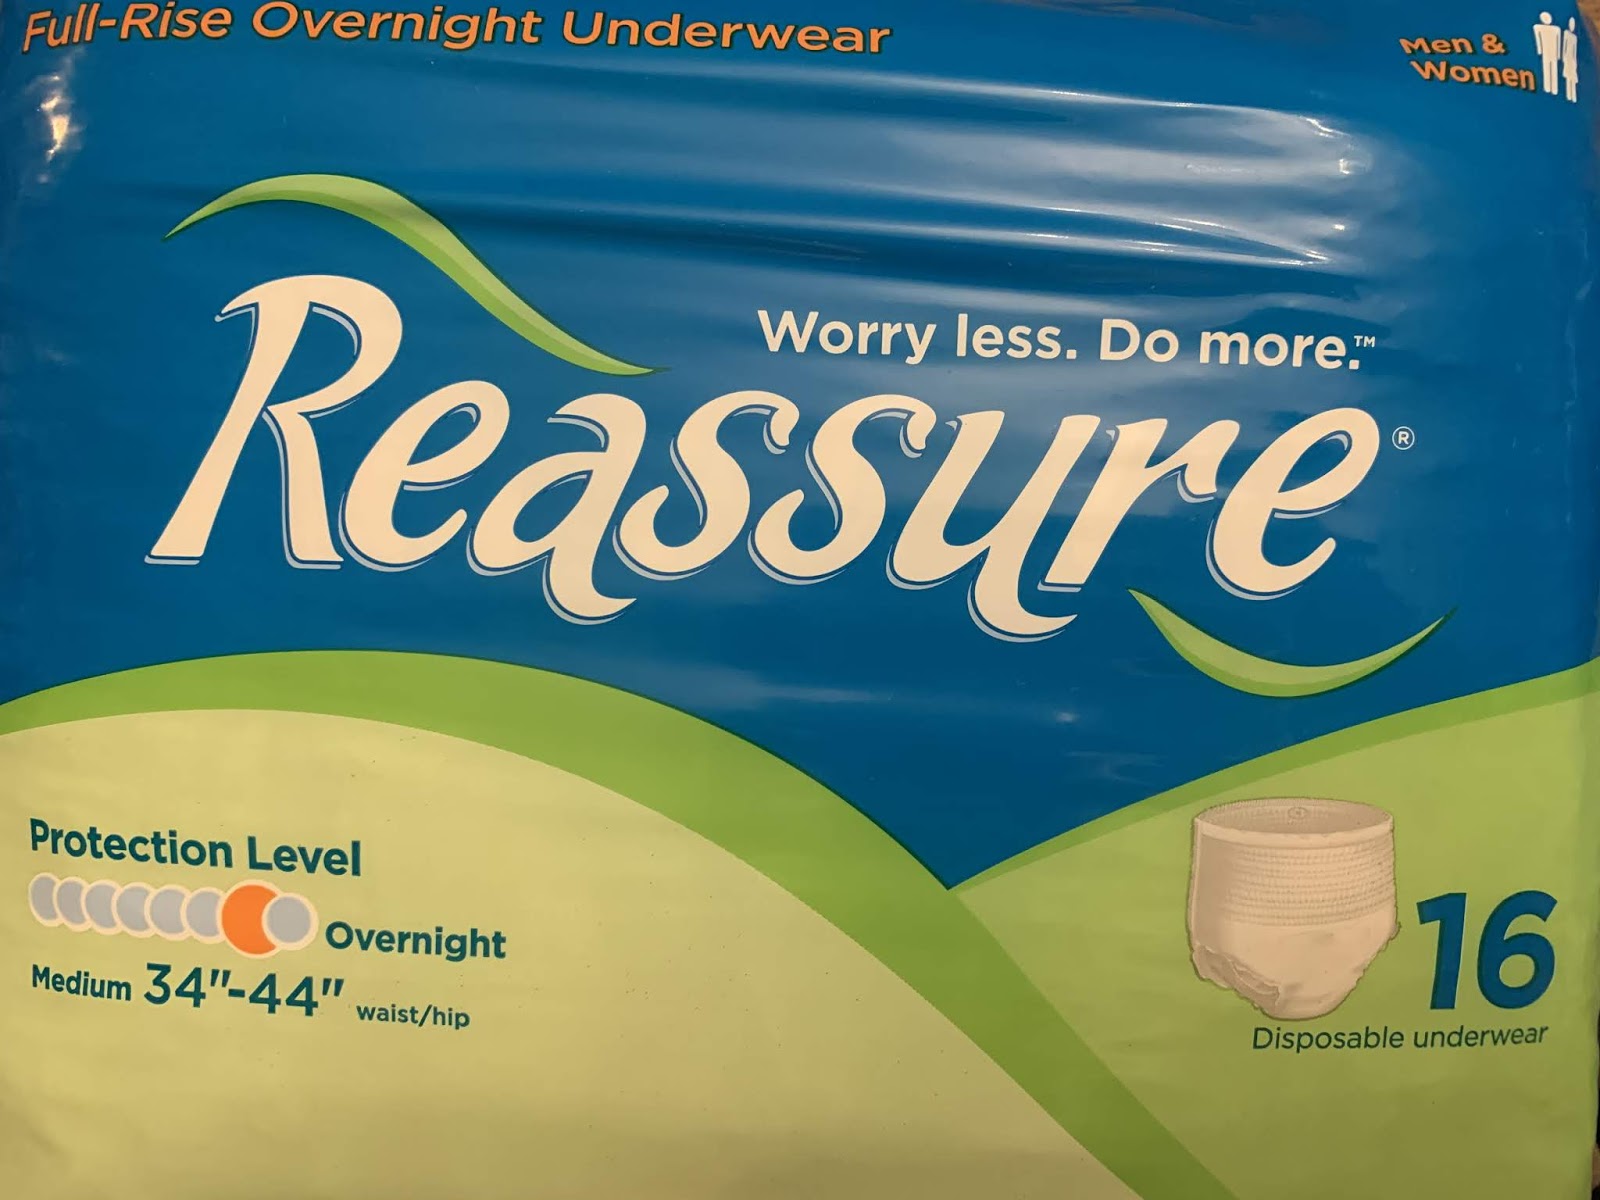 Full-Rise Overnight Underwear
Men &
Women
Worry less. Do more.™
Reassure®
Protection Level
Overnight
Medium 34"-44" waist/hip
16
Disposable underwear